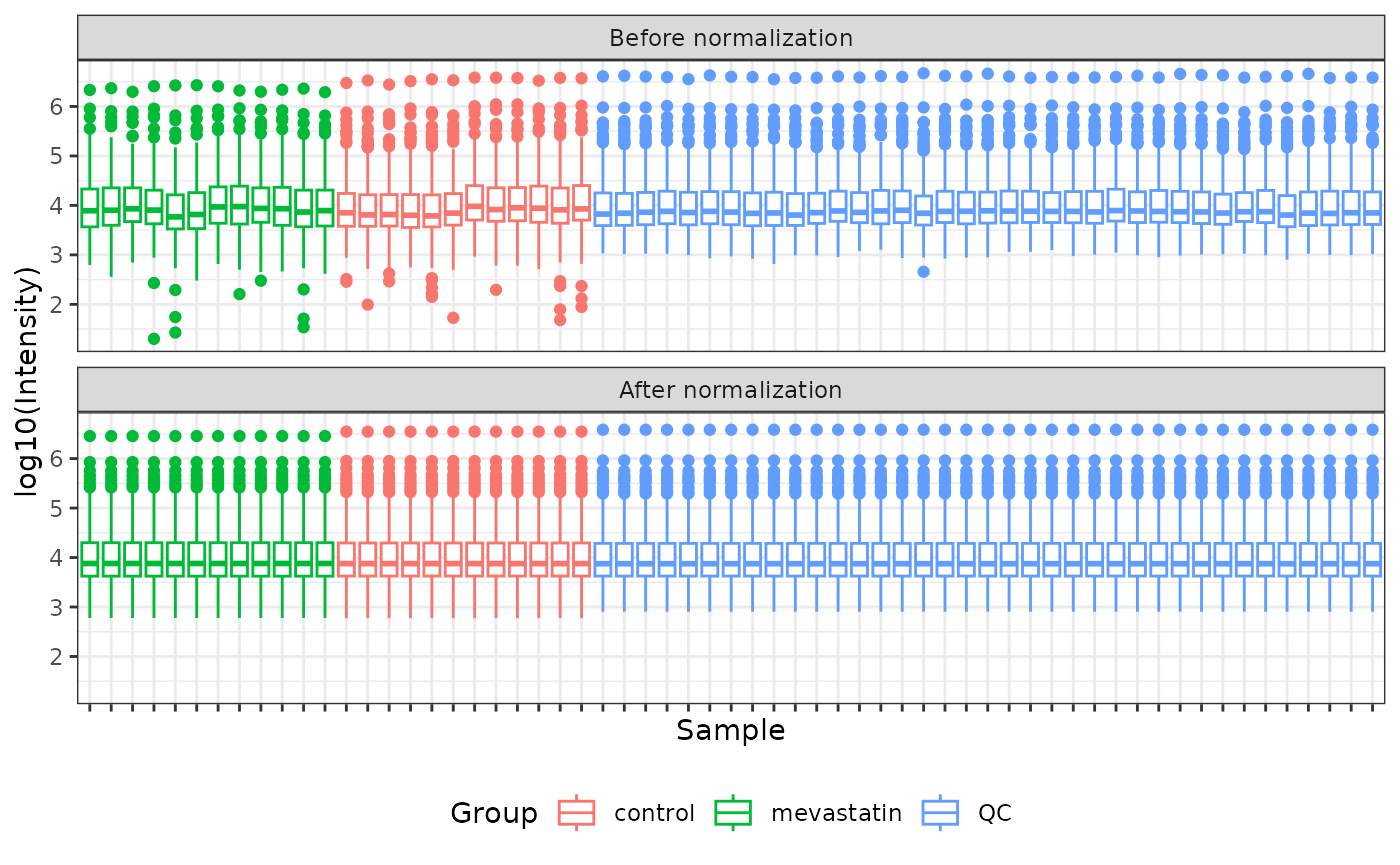 Before normalization
6
5
4
3
2
After normalization
6
5
4
3
2
log10(Intensity)
Sample
Group control mevastatin QC